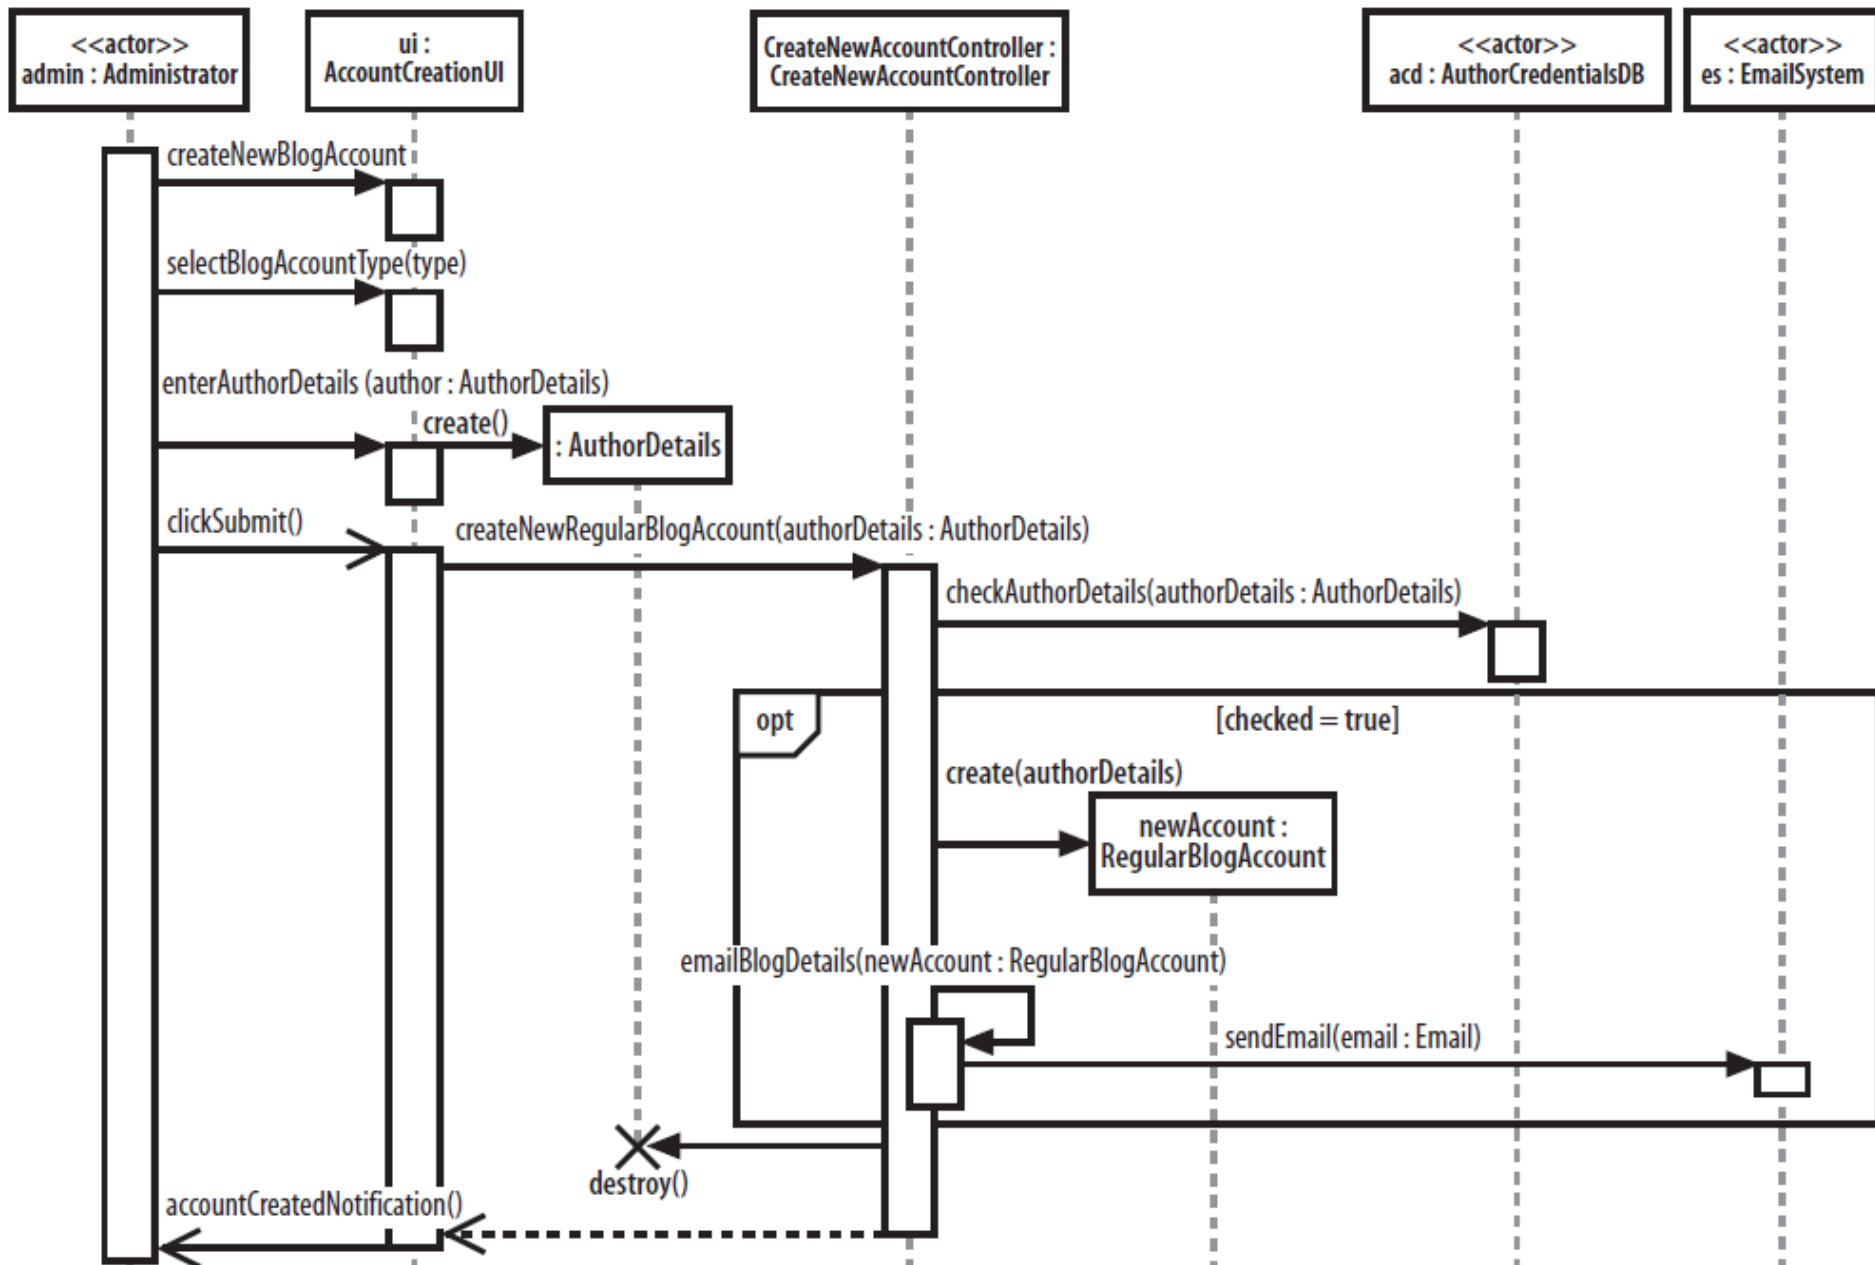 <<actor>>
admin : Administrator
ui :
AccountCreationUI
CreateNewAccountController :
CreateNewAccountController
<<actor>>
acd : AuthorCredentialsDB
<<actor>>
es : EmailSystem
createNewBlogAccount
selectBlogAccountType(type)
enterAuthorDetails (author : AuthorDetails)
create()
: AuthorDetails
clickSubmit()
createNewRegularBlogAccount(authorDetails : AuthorDetails)
checkAuthorDetails(authorDetails : AuthorDetails)
opt
[checked = true]
create(authorDetails)
newAccount :
RegularBlogAccount
emailBlogDetails(newAccount : RegularBlogAccount)
sendEmail(email : Email)
destroy()
accountCreatedNotification()